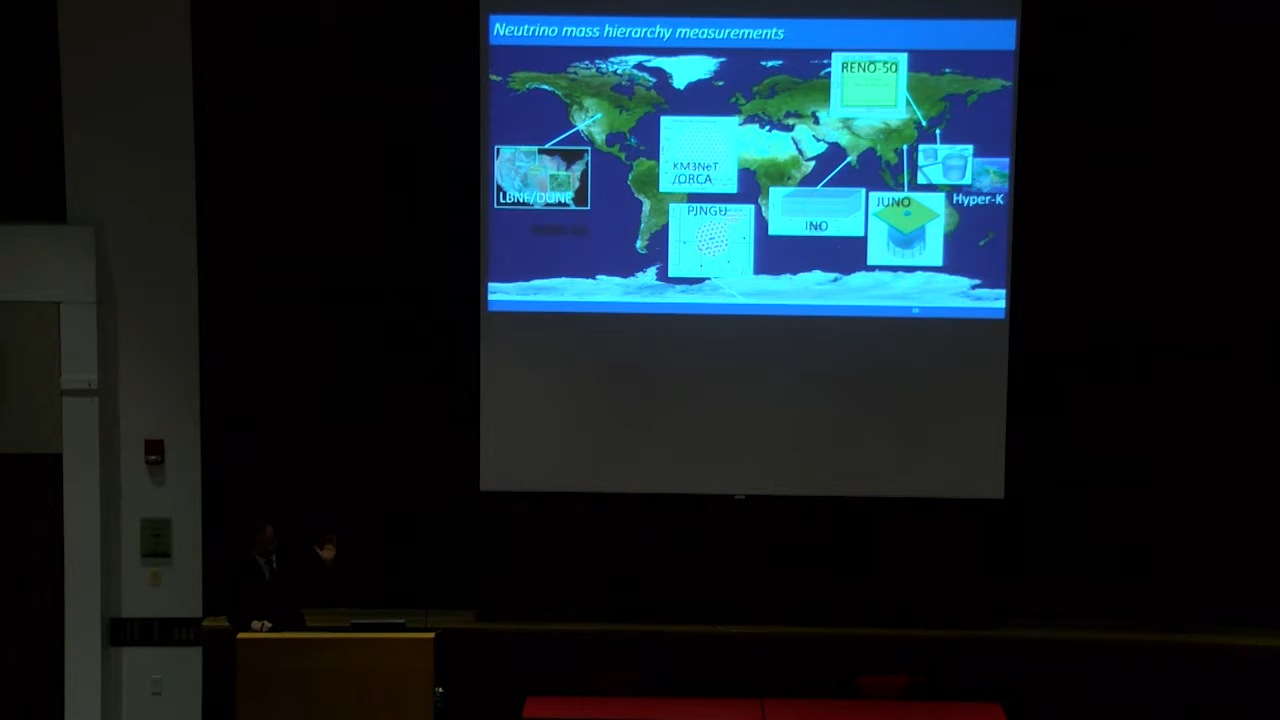 Neutrino mass hierarchy measurements
RENO-50
KM3NeT
/ORCA
LBNE/DUNE
PINGU
INO
JUNO
Hyper-K